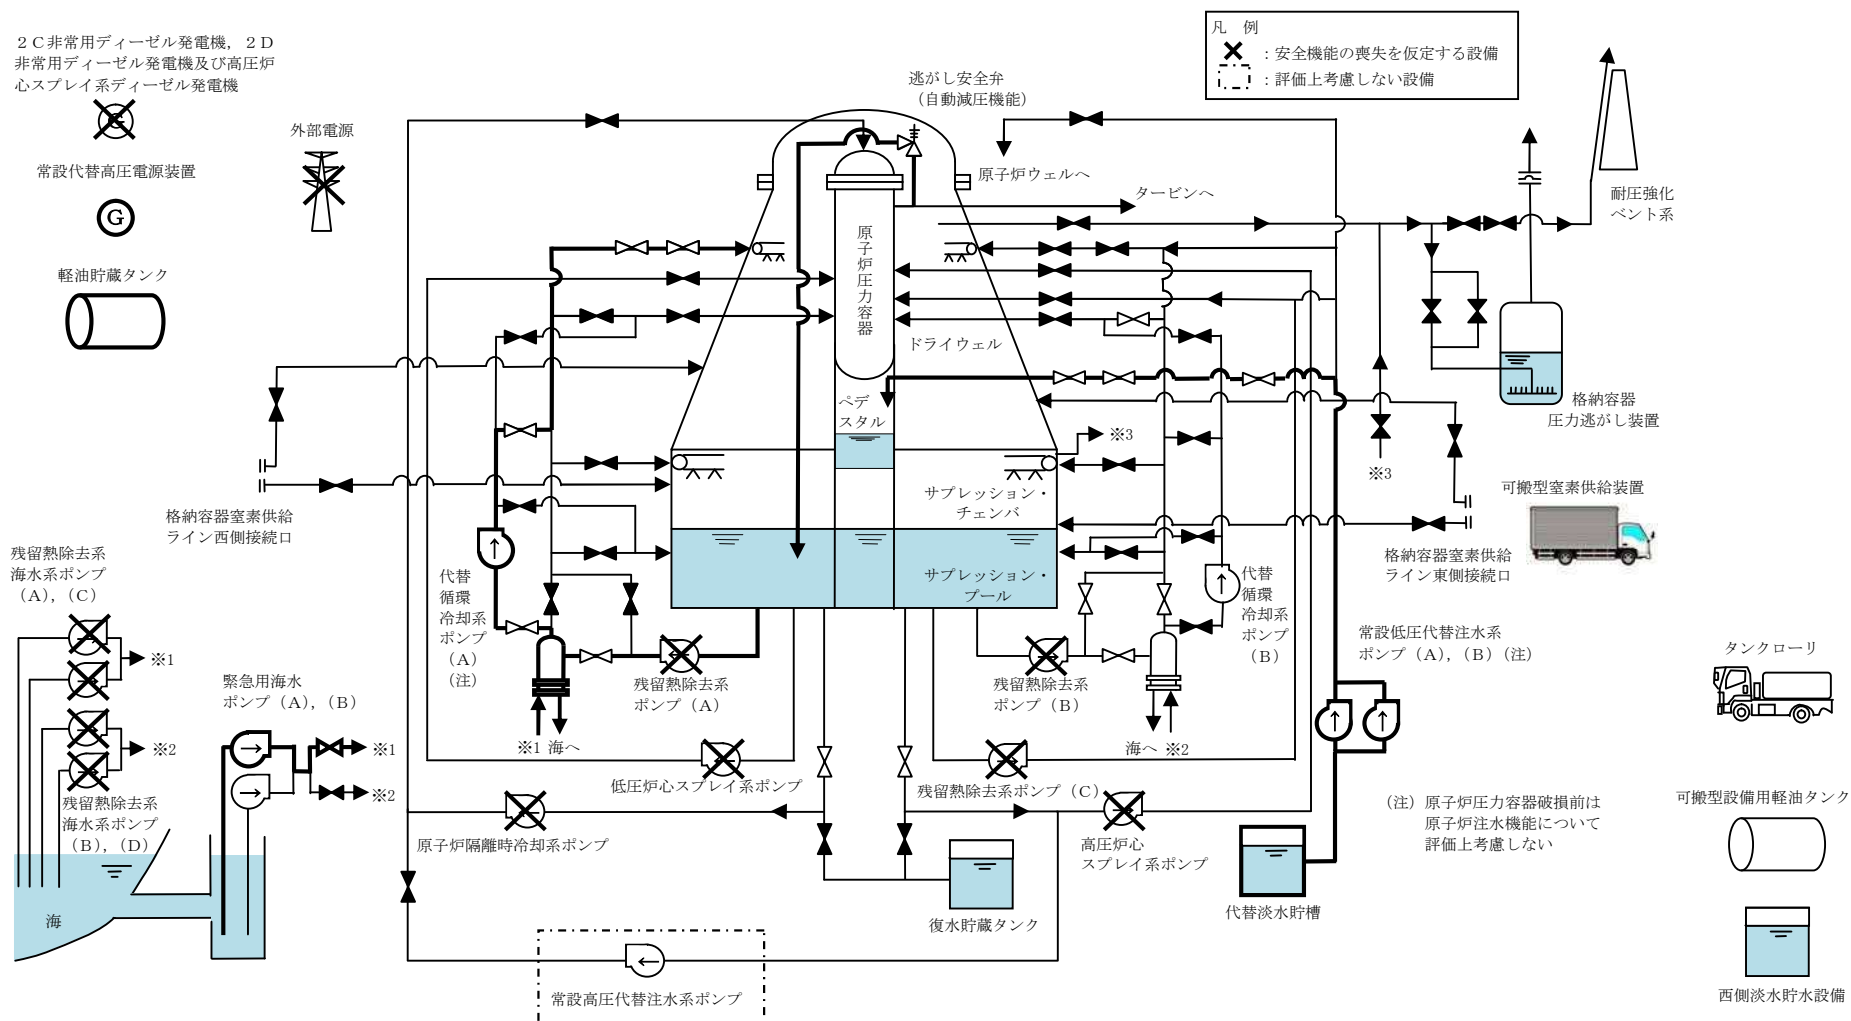 ２Ｃ非常用ディーゼル発電機，２Ｄ
非常用ディーゼル発電機及び高圧炉
心スプレイ系ディーゼル発電機
G
外部電源
常設代替高圧電源装置
G
軽油貯蔵タンク
凡　例
：安全機能の喪失を仮定する設備
：評価上考慮しない設備
逃がし安全弁
（自動減圧機能）
原子炉ウェルへ
タービンへ
耐圧強化
ベント系
原子炉圧力容器
ドライウェル
ペデ
スタル
※3
※3
格納容器
圧力逃がし装置
サプレッション・
チェンバ
サプレッション・
プール
格納容器窒素供給
ライン西側接続口
可搬型窒素供給装置
格納容器窒素供給
ライン東側接続口
残留熱除去系
海水系ポンプ
（Ａ），（Ｃ）
※1
※2
残留熱除去系
海水系ポンプ
（Ｂ），（Ｄ）
海
緊急用海水
ポンプ（Ａ），（Ｂ）
※1
※2
代替
循環
冷却系
ポンプ
（Ａ）
（注）
残留熱除去系
ポンプ（Ａ）
※1 海へ
残留熱除去系
ポンプ（Ｂ）
海へ ※2
代替
循環
冷却系
ポンプ
（Ｂ）
常設低圧代替注水系
ポンプ（Ａ），（Ｂ）（注）
タンクローリ
低圧炉心スプレイ系ポンプ
残留熱除去系ポンプ（Ｃ）
原子炉隔離時冷却系ポンプ
高圧炉心
スプレイ系ポンプ
（注）原子炉圧力容器破損前は
原子炉注水機能について
評価上考慮しない
可搬型設備用軽油タンク
復水貯蔵タンク
代替淡水貯槽
常設高圧代替注水系ポンプ
西側淡水貯水設備